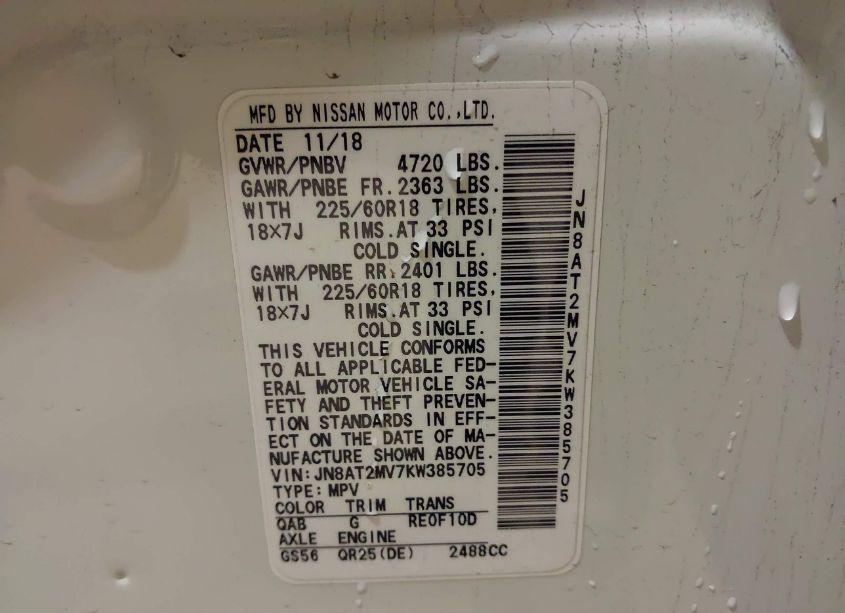 MFD BY NISSAN MOTOR CO.,LTD.
DATE 11/18
GVWR/PNBV 4720 LBS.
GAWR/PNBE FR. 2363 LBS.
WITH 225/60R18 TIRES,
18×7J RIMS.AT 33 PSI
COLD SINGLE.
GAWR/PNBE RR. 2401 LBS.
WITH 225/60R18 TIRES,
18×7J RIMS.AT 33 PSI
COLD SINGLE.
THIS VEHICLE CONFORMS
TO ALL APPLICABLE FED-
ERAL MOTOR VEHICLE SA-
FETY AND THEFT PREVEN-
TION STANDARDS IN EFF-
ECT ON THE DATE OF MA-
NUFACTURE SHOWN ABOVE.
VIN:JN8AT2MV7KW385705
TYPE:MPV
COLOR TRIM TRANS
QAB G RE0F10D
AXLE ENGINE
GS56 QR25(DE) 2488CC
JN8AT2MV7KW385705